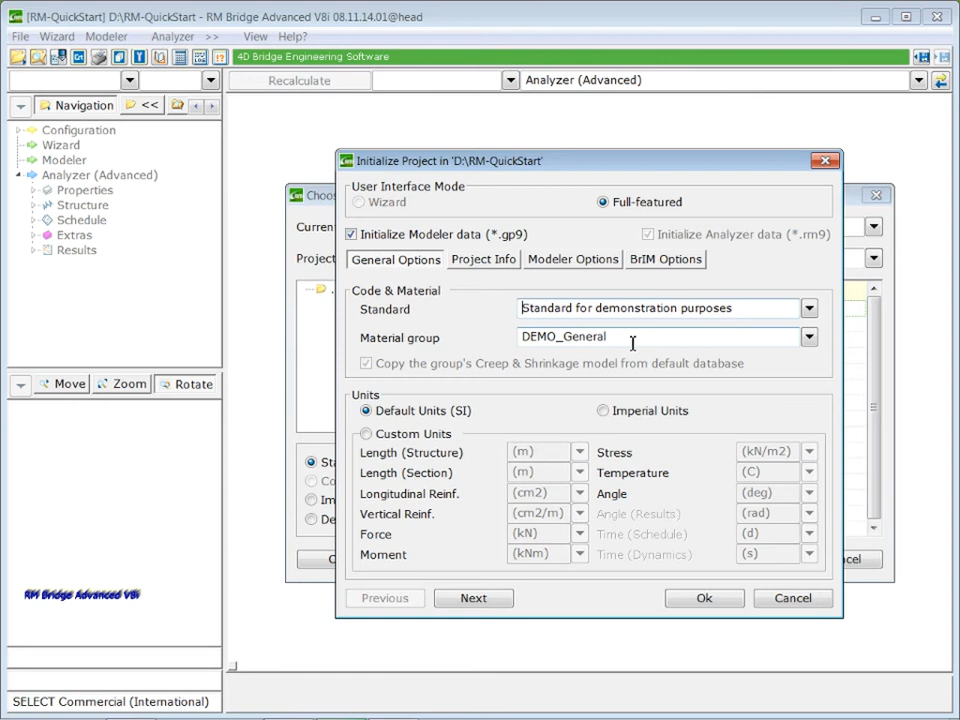 [RM-QuickStart] D:\RM-QuickStart - RM Bridge Advanced V8i 08.11.14.01@head
File Wizard Modeler Analyzer >> View Help?
4D Bridge Engineering Software
Recalculate
Analyzer (Advanced)
Navigation <<
Configuration
Wizard
Modeler
Analyzer (Advanced)
Properties
Structure
Schedule
Extras
Results
Move Zoom Rotate
RM Bridge Advanced V8i
SELECT Commercial (International)
Initialize Project in 'D:\RM-QuickStart'
User Interface Mode
Wizard Full-featured
Initialize Modeler data (*.gp9) Initialize Analyzer data (*.rm9)
General Options Project Info Modeler Options BrIM Options
Code & Material
Standard Standard for demonstration purposes
Material group DEMO_General
Copy the group's Creep & Shrinkage model from default database
Units
Default Units (SI) Imperial Units
Custom Units
Length (Structure) (m) Stress (kN/m2)
Length (Section) (m) Temperature (C)
Longitudinal Reinf. (cm2) Angle (deg)
Vertical Reinf. (cm2/m) Angle (Results) (rad)
Force (kN) Time (Schedule) (d)
Moment (kNm) Time (Dynamics) (s)
Previous Next Ok Cancel